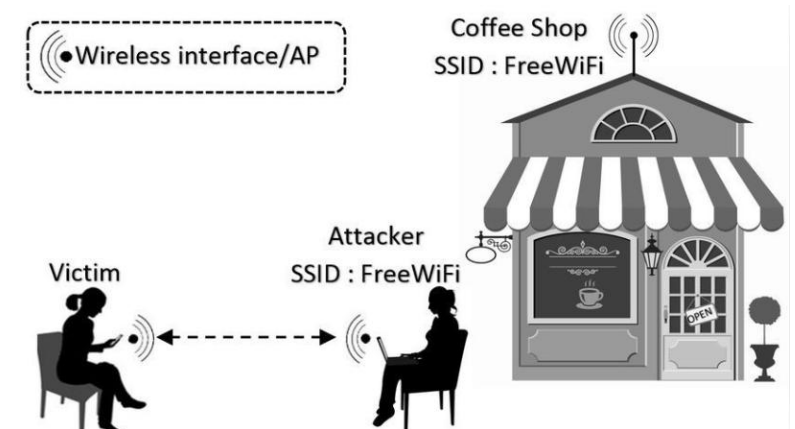 Wireless interface/AP
Coffee Shop
SSID : FreeWiFi
Attacker
SSID : FreeWiFi
Victim
OPEN